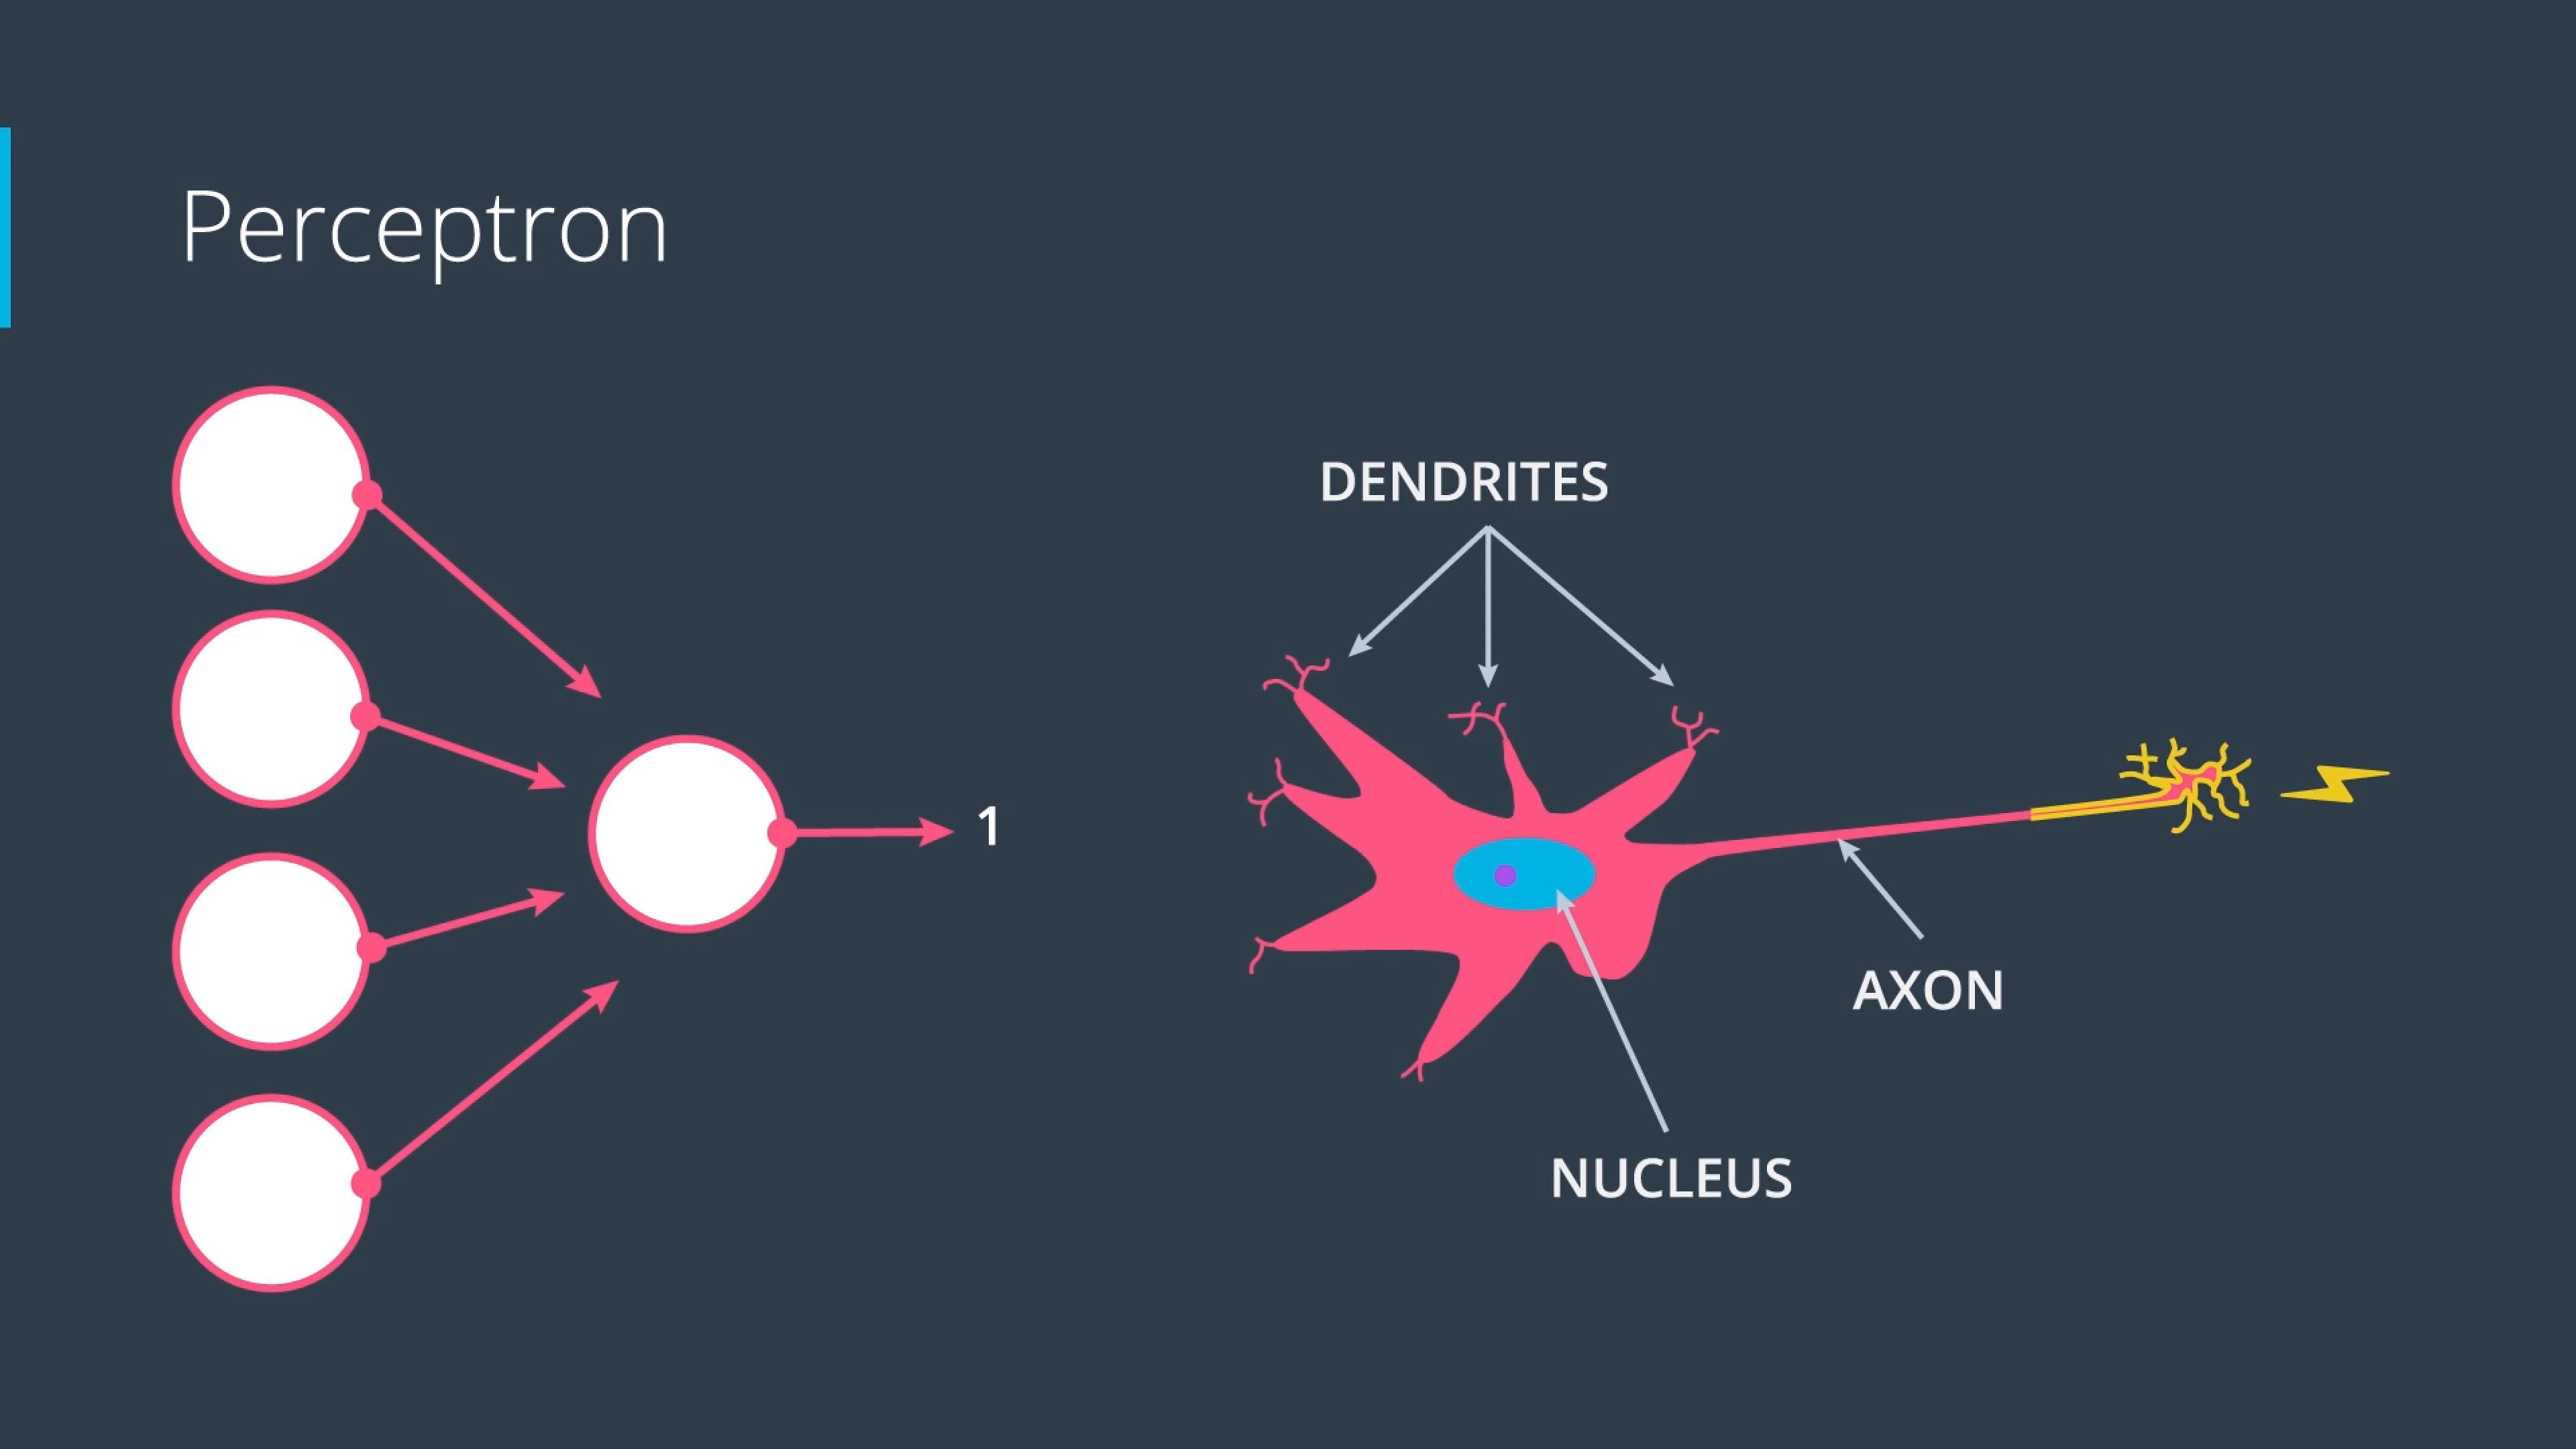 Perceptron
DENDRITES
1
AXON
NUCLEUS